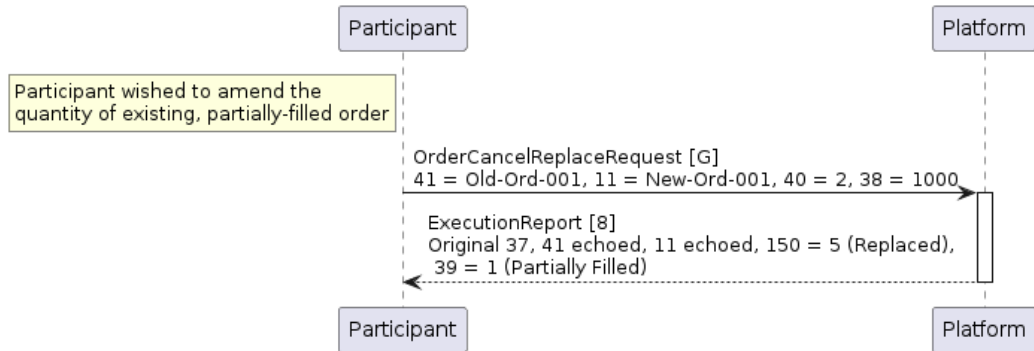 Participant
Platform
Participant wished to amend the
quantity of existing, partially-filled order
OrderCancelReplaceRequest [G]
41 = Old-Ord-001, 11 = New-Ord-001, 40 = 2, 38 = 1000
ExecutionReport [8]
Original 37, 41 echoed, 11 echoed, 150 = 5 (Replaced),
39 = 1 (Partially Filled)
Participant
Platform